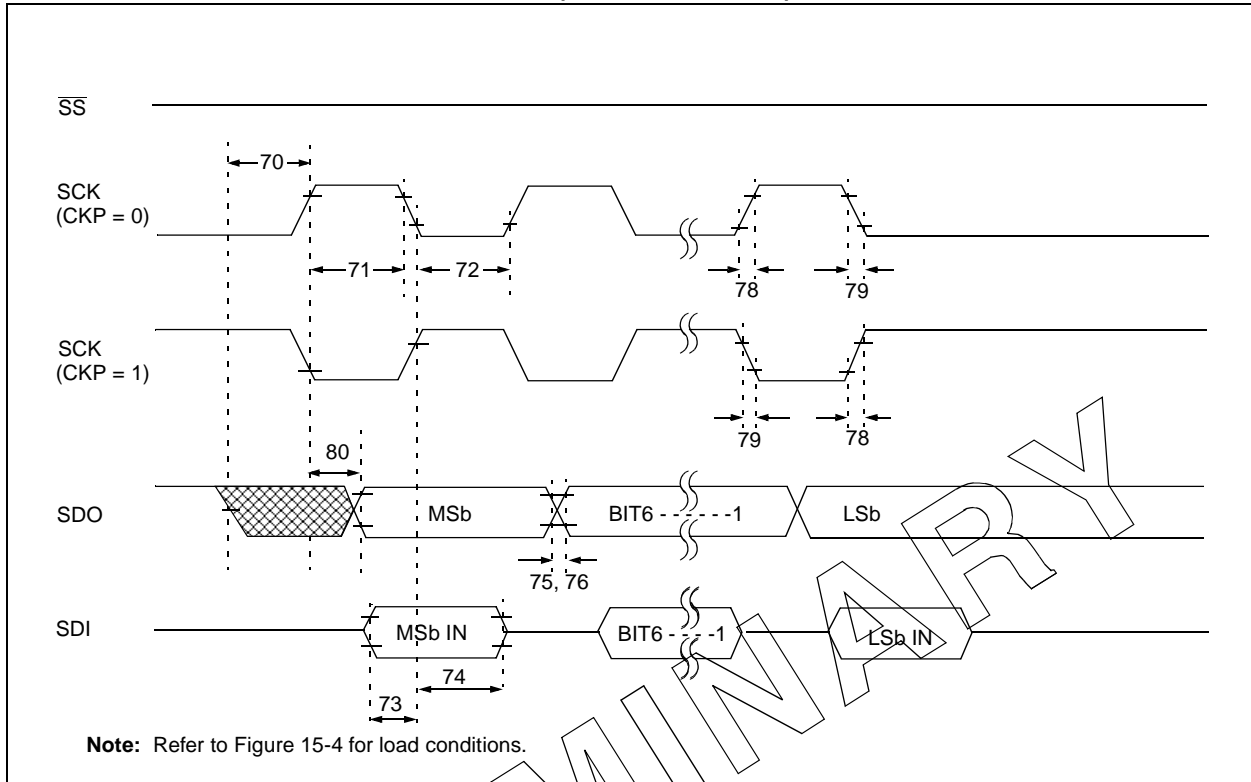 SS
70
SCK
(CKP = 0)
71
72
78
79
SCK
(CKP = 1)
79
78
80
SDO
MSb
BIT6 - - - - - -1
LSb
75, 76
SDI
MSb IN
BIT6 - - - - -1
LSb IN
74
73
Note: Refer to Figure 15-4 for load conditions.
MINARY